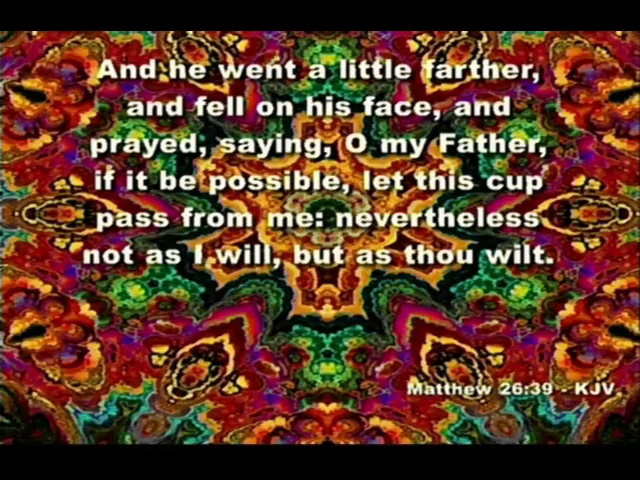 And he went a little farther,
and fell on his face, and
prayed, saying, O my Father,
if it be possible, let this cup
pass from me: nevertheless
not as I will, but as thou wilt.
Matthew 26:39 - KJV